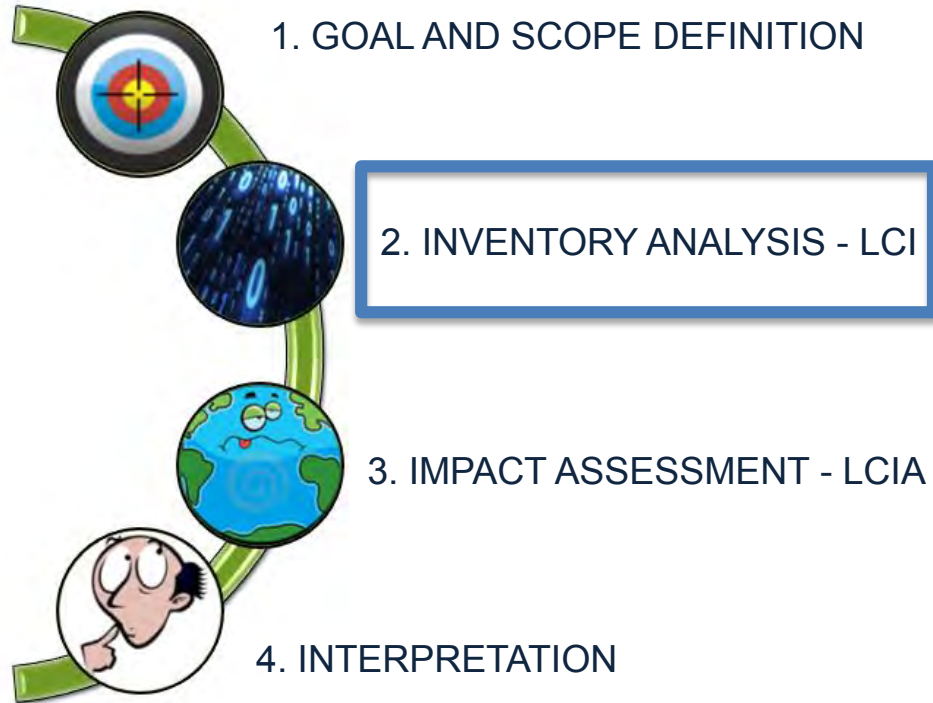 1. GOAL AND SCOPE DEFINITION
2. INVENTORY ANALYSIS - LCI
3. IMPACT ASSESSMENT - LCIA
4. INTERPRETATION